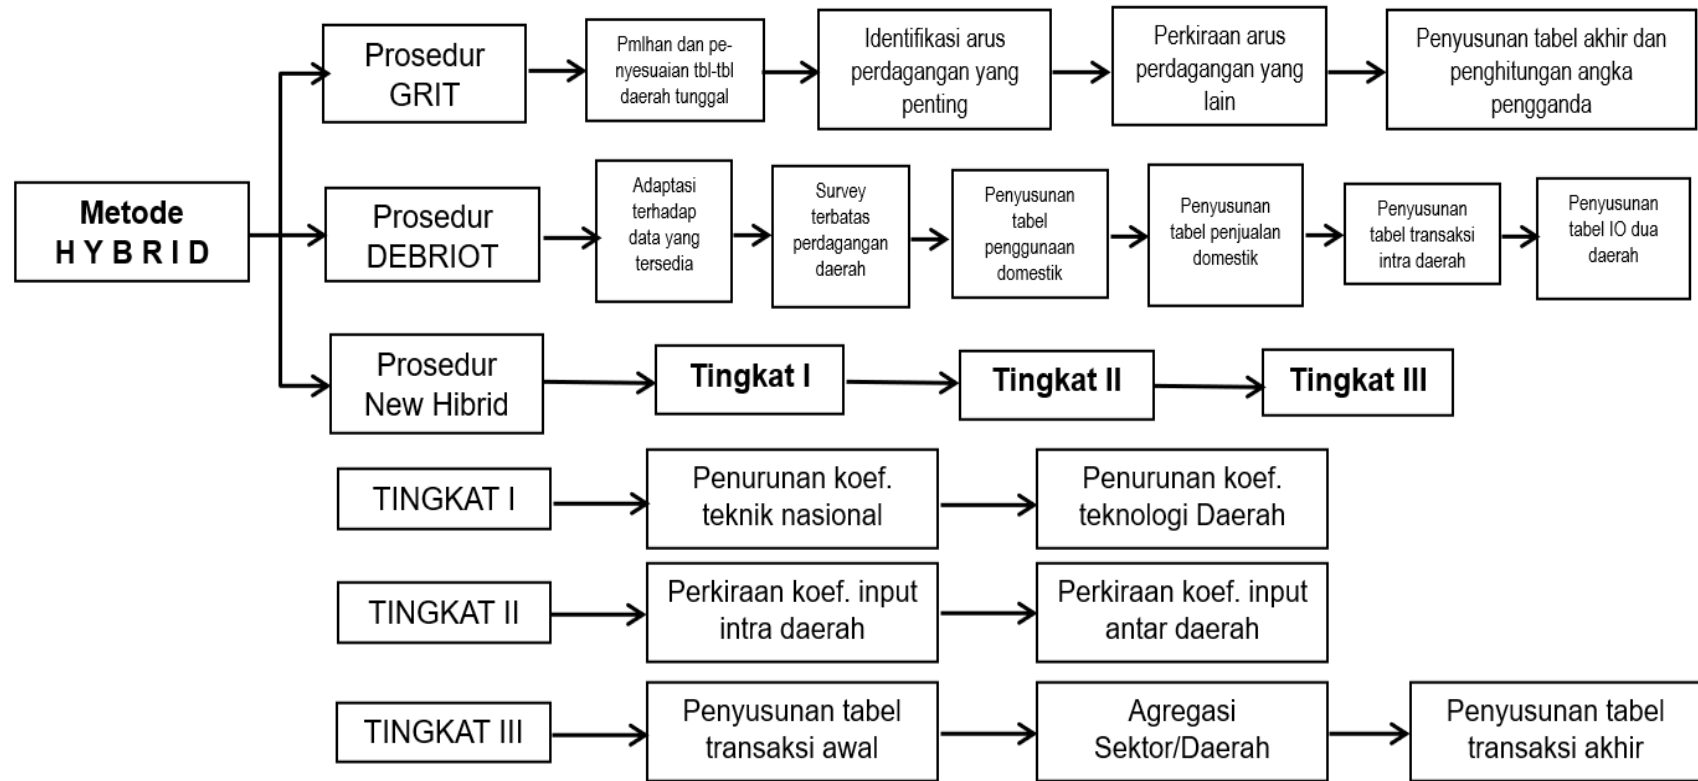 Prosedur
GRIT
Pmlhan dan pe-
nyesuaian tbl-tbl
daerah tunggal
Identifikasi arus
perdagangan yang
penting
Perkiraan arus
perdagangan yang
lain
Penyusunan tabel akhir dan
penghitungan angka
pengganda
Metode
H Y B R I D
Prosedur
DEBRIOT
Adaptasi
terhadap
data yang
tersedia
Survey
terbatas
perdagangan
daerah
Penyusunan
tabel
penggunaan
domestik
Penyusunan
tabel penjualan
domestik
Penyusunan
tabel transaksi
intra daerah
Penyusunan
tabel IO dua
daerah
Prosedur
New Hibrid
Tingkat I
Tingkat II
Tingkat III
TINGKAT I
Penurunan koef.
teknik nasional
Penurunan koef.
teknologi Daerah
TINGKAT II
Perkiraan koef. input
intra daerah
Perkiraan koef. input
antar daerah
TINGKAT III
Penyusunan tabel
transaksi awal
Agregasi
Sektor/Daerah
Penyusunan tabel
transaksi akhir